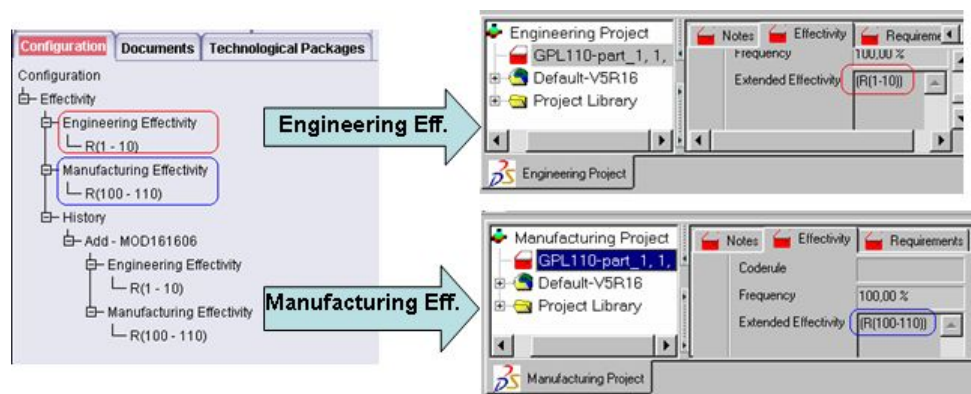 Configuration Documents Technological Packages
Configuration
Effectivity
Engineering Effectivity
R(1 - 10)
Manufacturing Effectivity
R(100 - 110)
History
Add - MOD161606
Engineering Effectivity
R(1 - 10)
Manufacturing Effectivity
R(100 - 110)
Engineering Eff.
Manufacturing Eff.
Engineering Project
GPL110-part_1, 1,
Default-V5R16
Project Library
Engineering Project
Notes Effectivity Requireme
Frequency 100,00 %
Extended Effectivity (R(1-10))
Manufacturing Project
GPL110-part_1, 1,
Default-V5R16
Project Library
Manufacturing Project
Notes Effectivity Requirements
Coderule
Frequency 100,00 %
Extended Effectivity (R(100-110))